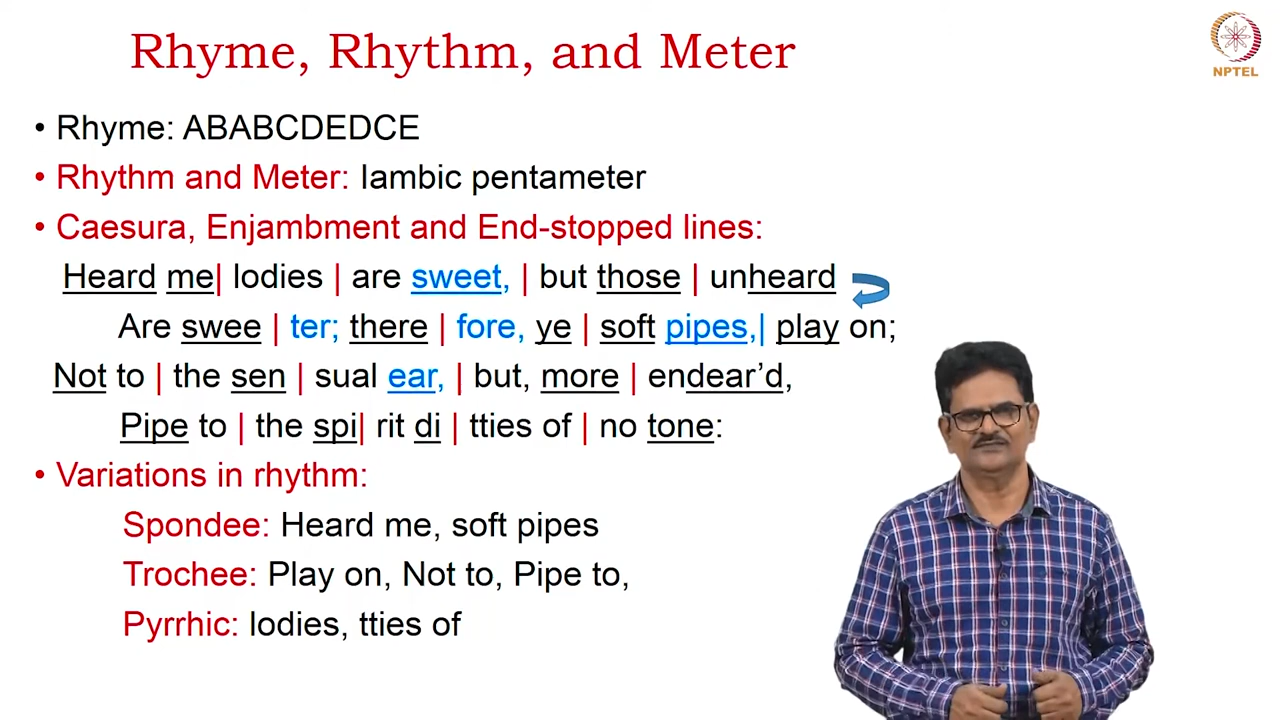 Rhyme, Rhythm, and Meter
NPTEL
• Rhyme: ABABCDEDCE
• Rhythm and Meter: Iambic pentameter
• Caesura, Enjambment and End-stopped lines:
Heard me| lodies | are sweet, | but those | unheard
Are swee | ter; there | fore, ye | soft pipes,| play on;
Not to | the sen | sual ear, | but, more | endear’d,
Pipe to | the spi| rit di | tties of | no tone:
• Variations in rhythm:
Spondee: Heard me, soft pipes
Trochee: Play on, Not to, Pipe to,
Pyrrhic: lodies, tties of